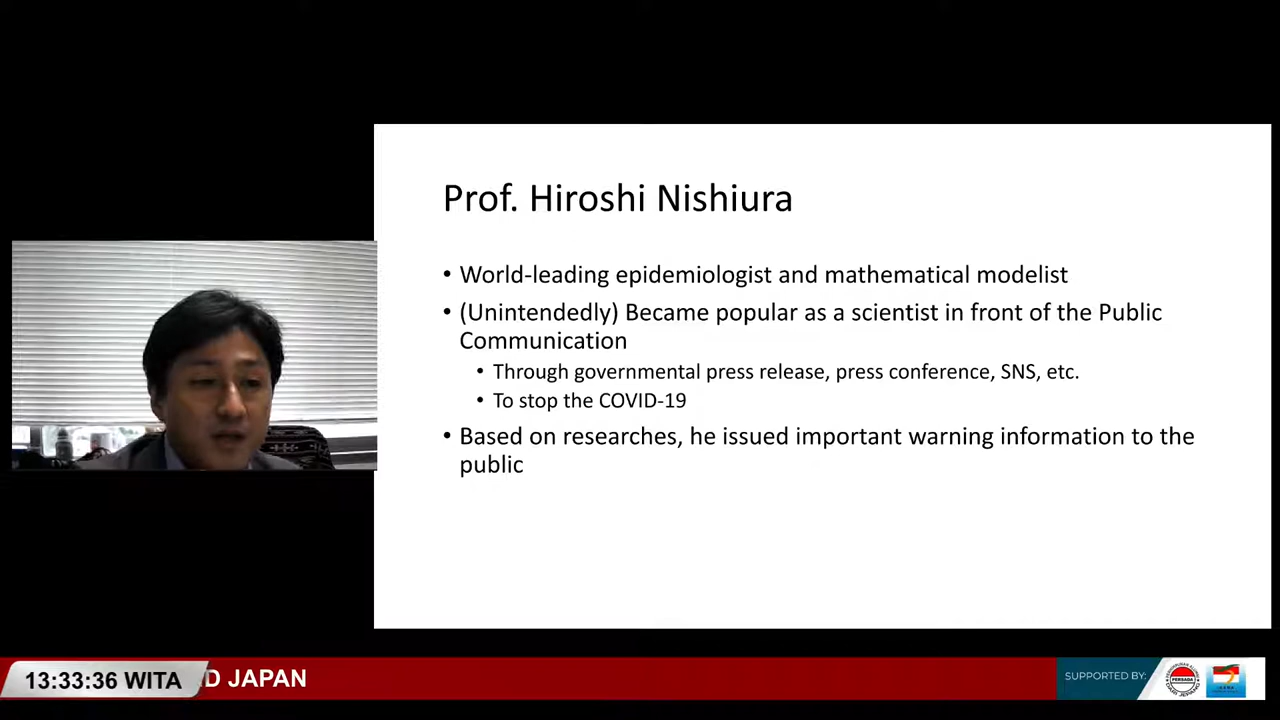 Prof. Hiroshi Nishiura
• World-leading epidemiologist and mathematical modelist
• (Unintendedly) Became popular as a scientist in front of the Public
Communication
• Through governmental press release, press conference, SNS, etc.
• To stop the COVID-19
• Based on researches, he issued important warning information to the
public
13:33:36 WITA
D JAPAN
SUPPORTED BY:
PERSADA